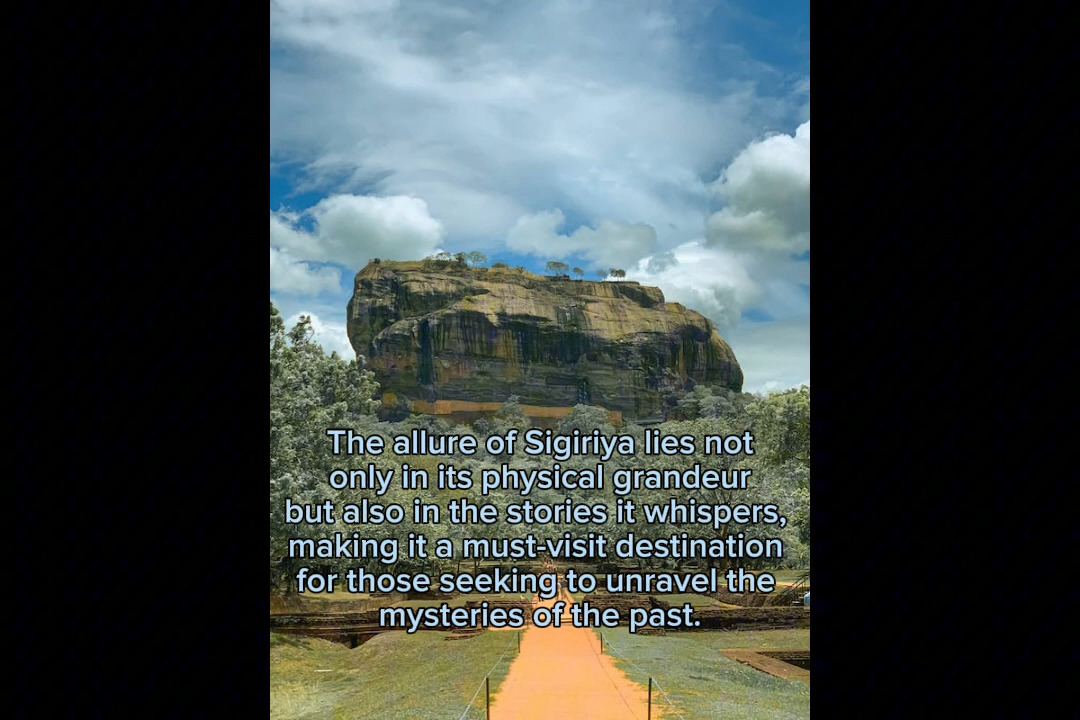 The allure of Sigiriya lies not
only in its physical grandeur
but also in the stories it whispers,
making it a must-visit destination
for those seeking to unravel the
mysteries of the past.